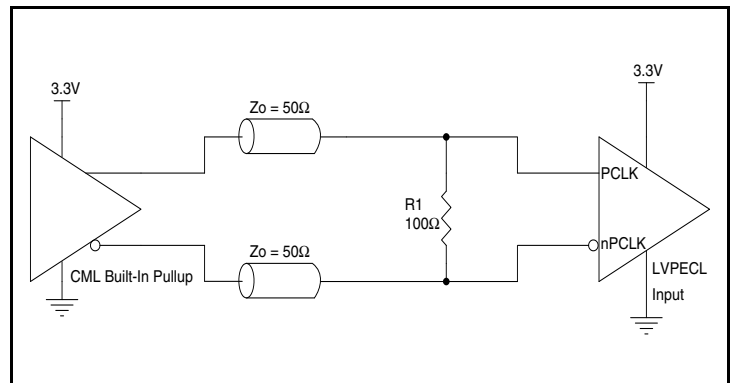 3.3V
3.3V
Zo = 50Ω
PCLK
R1
100Ω
nPCLK
Zo = 50Ω
CML Built-In Pullup
LVPECL
Input